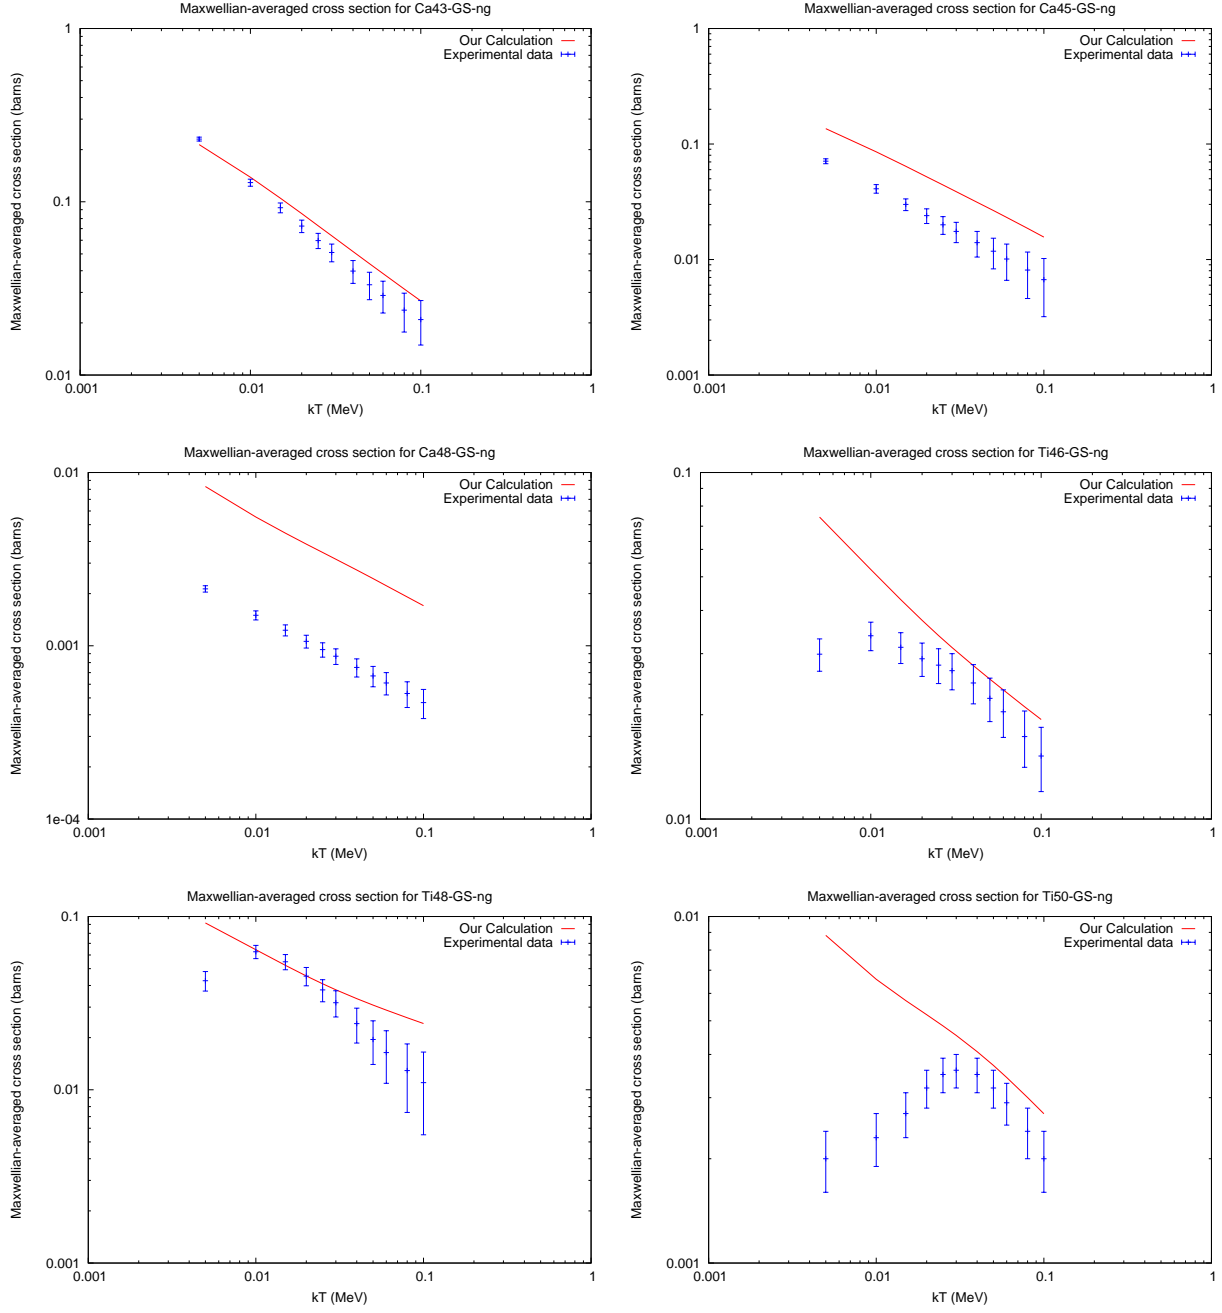 Maxwellian-averaged cross section for Ca43-GS-ng
Maxwellian-averaged cross section (barns)
1
0.1
0.01
Our Calculation
Experimental data
0.001
0.01
0.1
1
kT (MeV)
Maxwellian-averaged cross section for Ca45-GS-ng
Maxwellian-averaged cross section (barns)
1
0.1
0.01
0.001
Our Calculation
Experimental data
0.001
0.01
0.1
1
kT (MeV)
Maxwellian-averaged cross section for Ca48-GS-ng
Maxwellian-averaged cross section (barns)
0.01
0.001
1e-04
Our Calculation
Experimental data
0.001
0.01
0.1
1
kT (MeV)
Maxwellian-averaged cross section for Ti46-GS-ng
Maxwellian-averaged cross section (barns)
0.1
0.01
Our Calculation
Experimental data
0.001
0.01
0.1
1
kT (MeV)
Maxwellian-averaged cross section for Ti48-GS-ng
Maxwellian-averaged cross section (barns)
0.1
0.01
0.001
Our Calculation
Experimental data
0.001
0.01
0.1
1
kT (MeV)
Maxwellian-averaged cross section for Ti50-GS-ng
Maxwellian-averaged cross section (barns)
0.01
0.001
Our Calculation
Experimental data
0.001
0.01
0.1
1
kT (MeV)